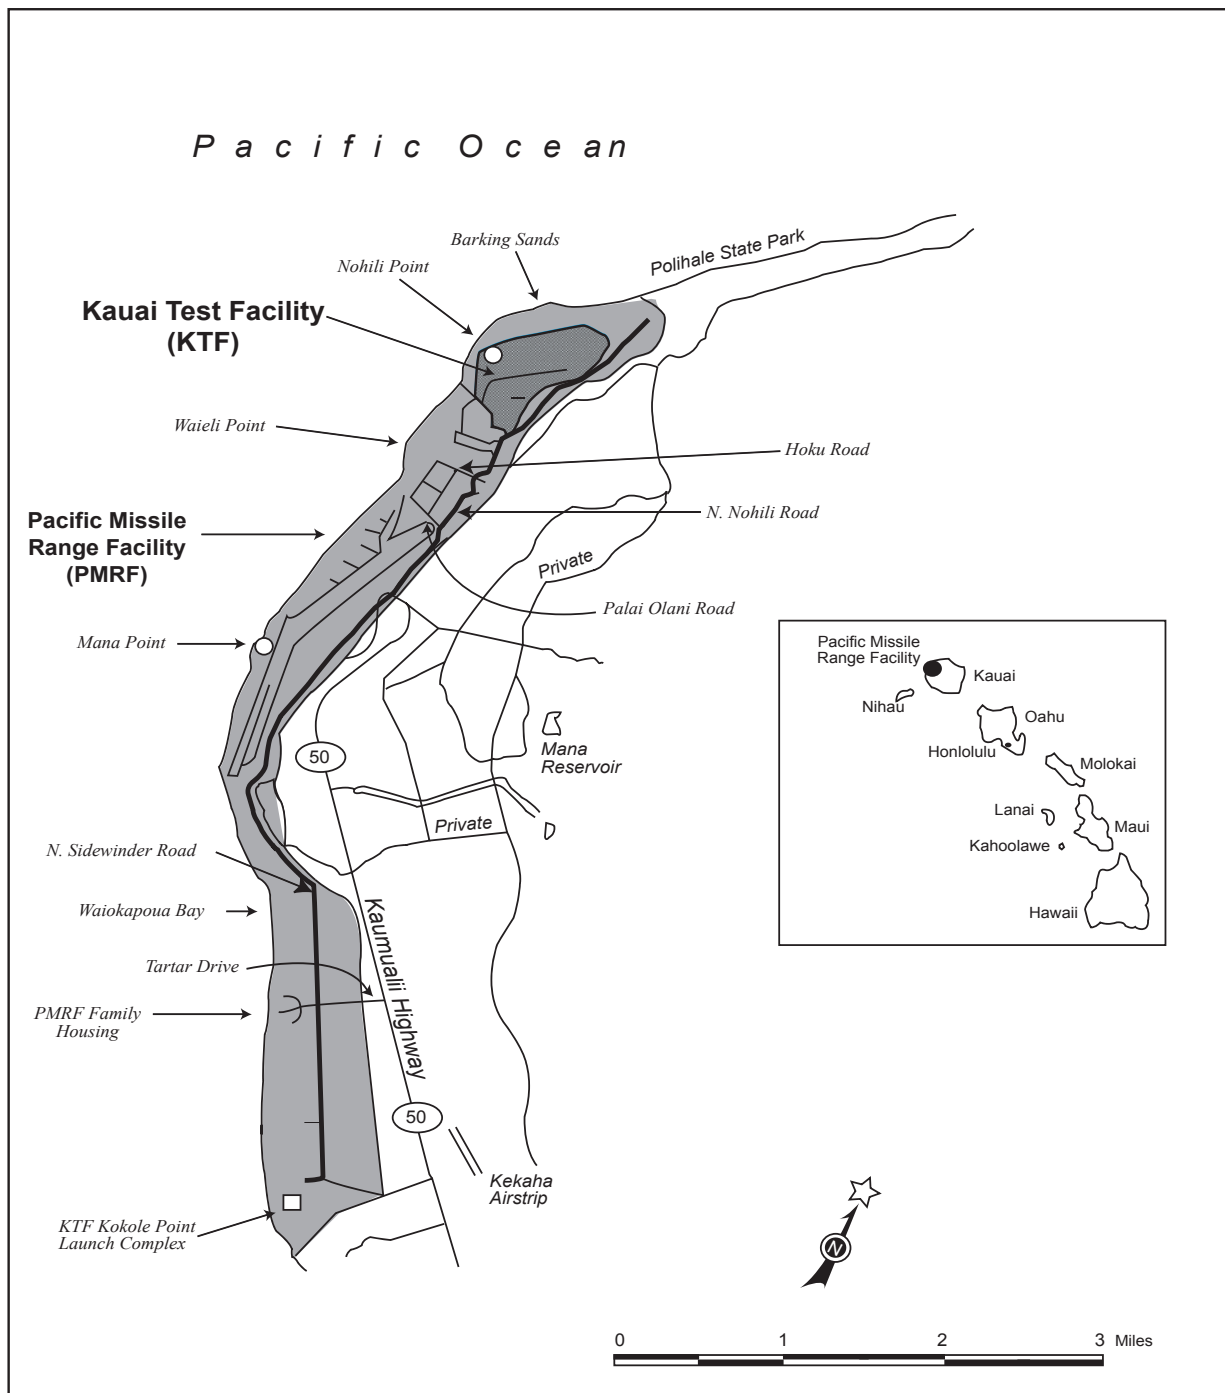 Pacific Ocean
Barking Sands
Polihale State Park
Nohili Point
Kauai Test Facility
(KTF)
Waieli Point
Hoku Road
Pacific Missile
Range Facility
(PMRF)
N. Nohili Road
Private
Palai Olani Road
Mana Point
Pacific Missile
Range Facility
Kauai
Nihau
Oahu
Honlolulu
Molokai
Lanai
Maui
Kahoolawe
Hawaii
50
Mana
Reservoir
Private
N. Sidewinder Road
Waiokapoua Bay
Kaumualii Highway
Tartar Drive
PMRF Family
Housing
50
Kekaha
Airstrip
KTF Kokole Point
Launch Complex
N
0 1 2 3 Miles